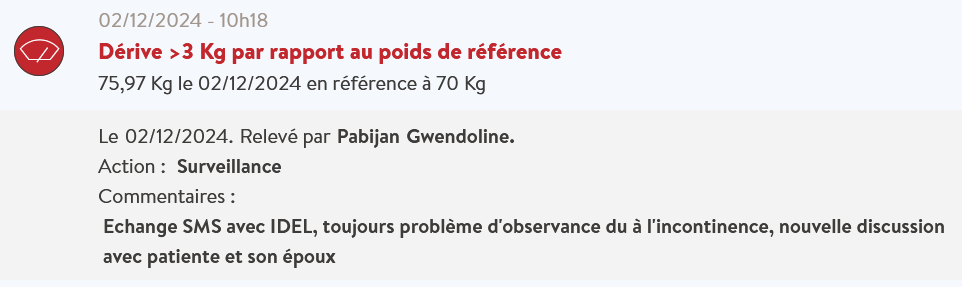 02/12/2024 - 10h18
Dérive >3 Kg par rapport au poids de référence
75,97 Kg le 02/12/2024 en référence à 70 Kg
Le 02/12/2024. Relevé par Pabijan Gwendoline.
Action : Surveillance
Commentaires :
Echange SMS avec IDEL, toujours problème d'observance du à l'incontinence, nouvelle discussion
avec patiente et son époux